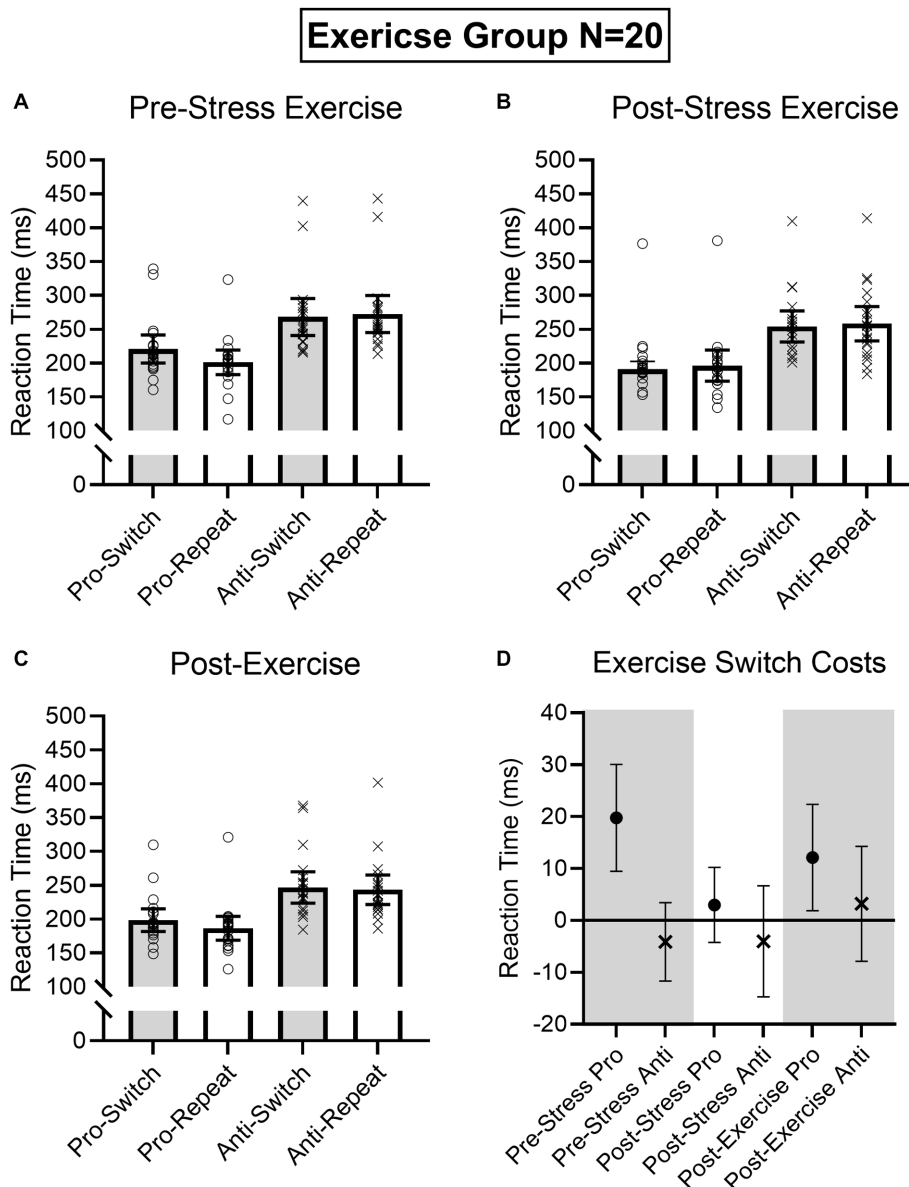 Exericse Group N=20
A
Pre-Stress Exercise
Reaction Time (ms)
500
450
400
350
300
250
200
150
100
0
Pro-Switch
Pro-Repeat
Anti-Switch
Anti-Repeat
B
Post-Stress Exercise
Reaction Time (ms)
500
450
400
350
300
250
200
150
100
0
Pro-Switch
Pro-Repeat
Anti-Switch
Anti-Repeat
C
Post-Exercise
Reaction Time (ms)
500
450
400
350
300
250
200
150
100
0
Pro-Switch
Pro-Repeat
Anti-Switch
Anti-Repeat
D
Exercise Switch Costs
Reaction Time (ms)
40
30
20
10
0
-10
-20
Pre-Stress Pro
Pre-Stress Anti
Post-Stress Pro
Post-Stress Anti
Post-Exercise Pro
Post-Exercise Anti